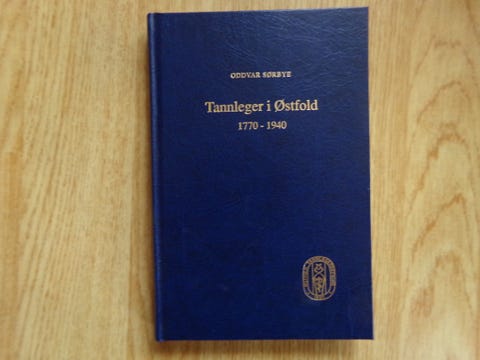 ODDVAR SØRBYE
Tannleger i Østfold
1770 - 1940